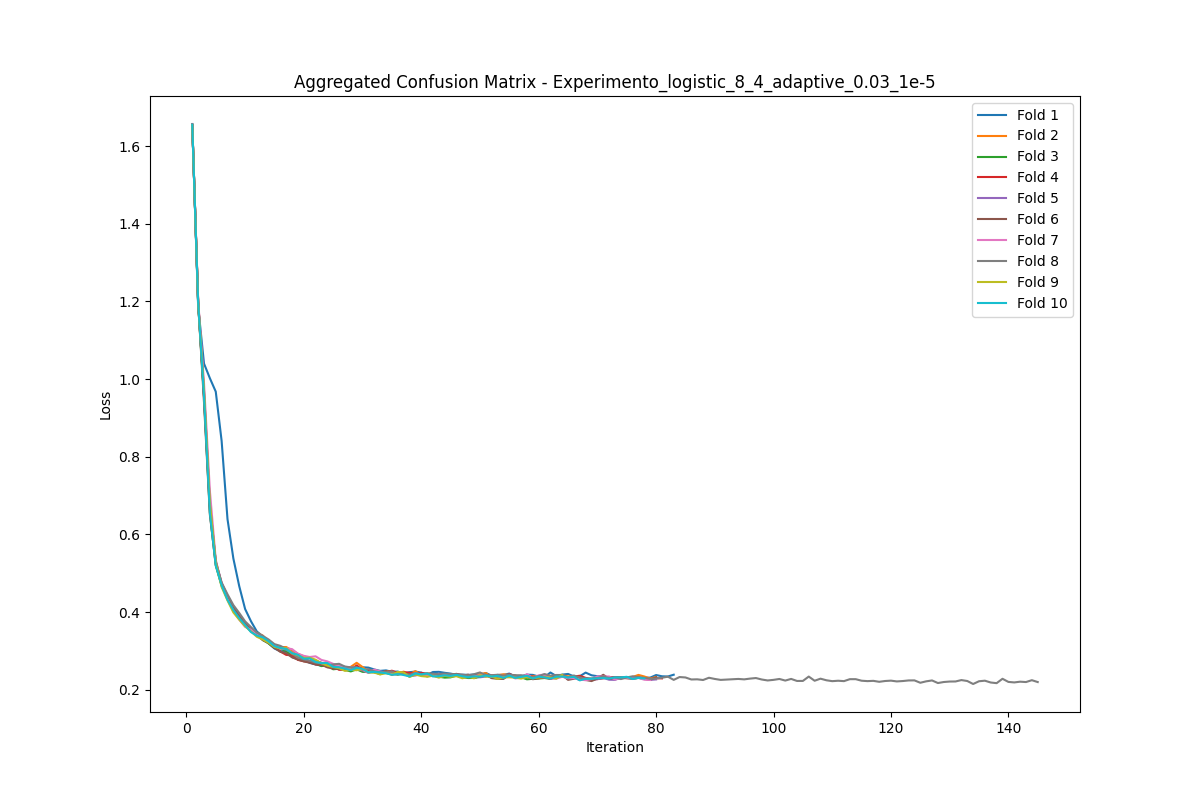 Aggregated Confusion Matrix - Experimento_logistic_8_4_adaptive_0.03_1e-5
Fold 1
Fold 2
Fold 3
Fold 4
Fold 5
Fold 6
Fold 7
Fold 8
Fold 9
Fold 10
Loss
1.6
1.4
1.2
1.0
0.8
0.6
0.4
0.2
0 20 40 60 80 100 120 140
Iteration